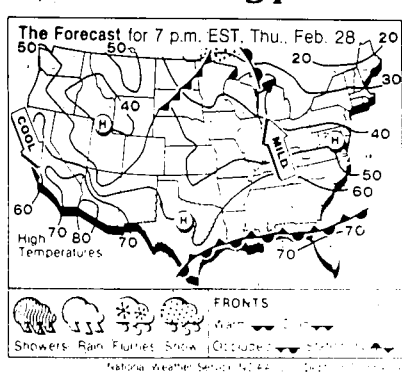 The Forecast for 7 p.m. EST, Thu., Feb. 28
50 50 20 20
30
40 40
H H
COOL MILD
50
60
60 H
70 80 70 70 70
High
Temperatures
FRONTS
Warm Cold
Showers Rain Flurries Snow Occluded
National Weather Service NOAA